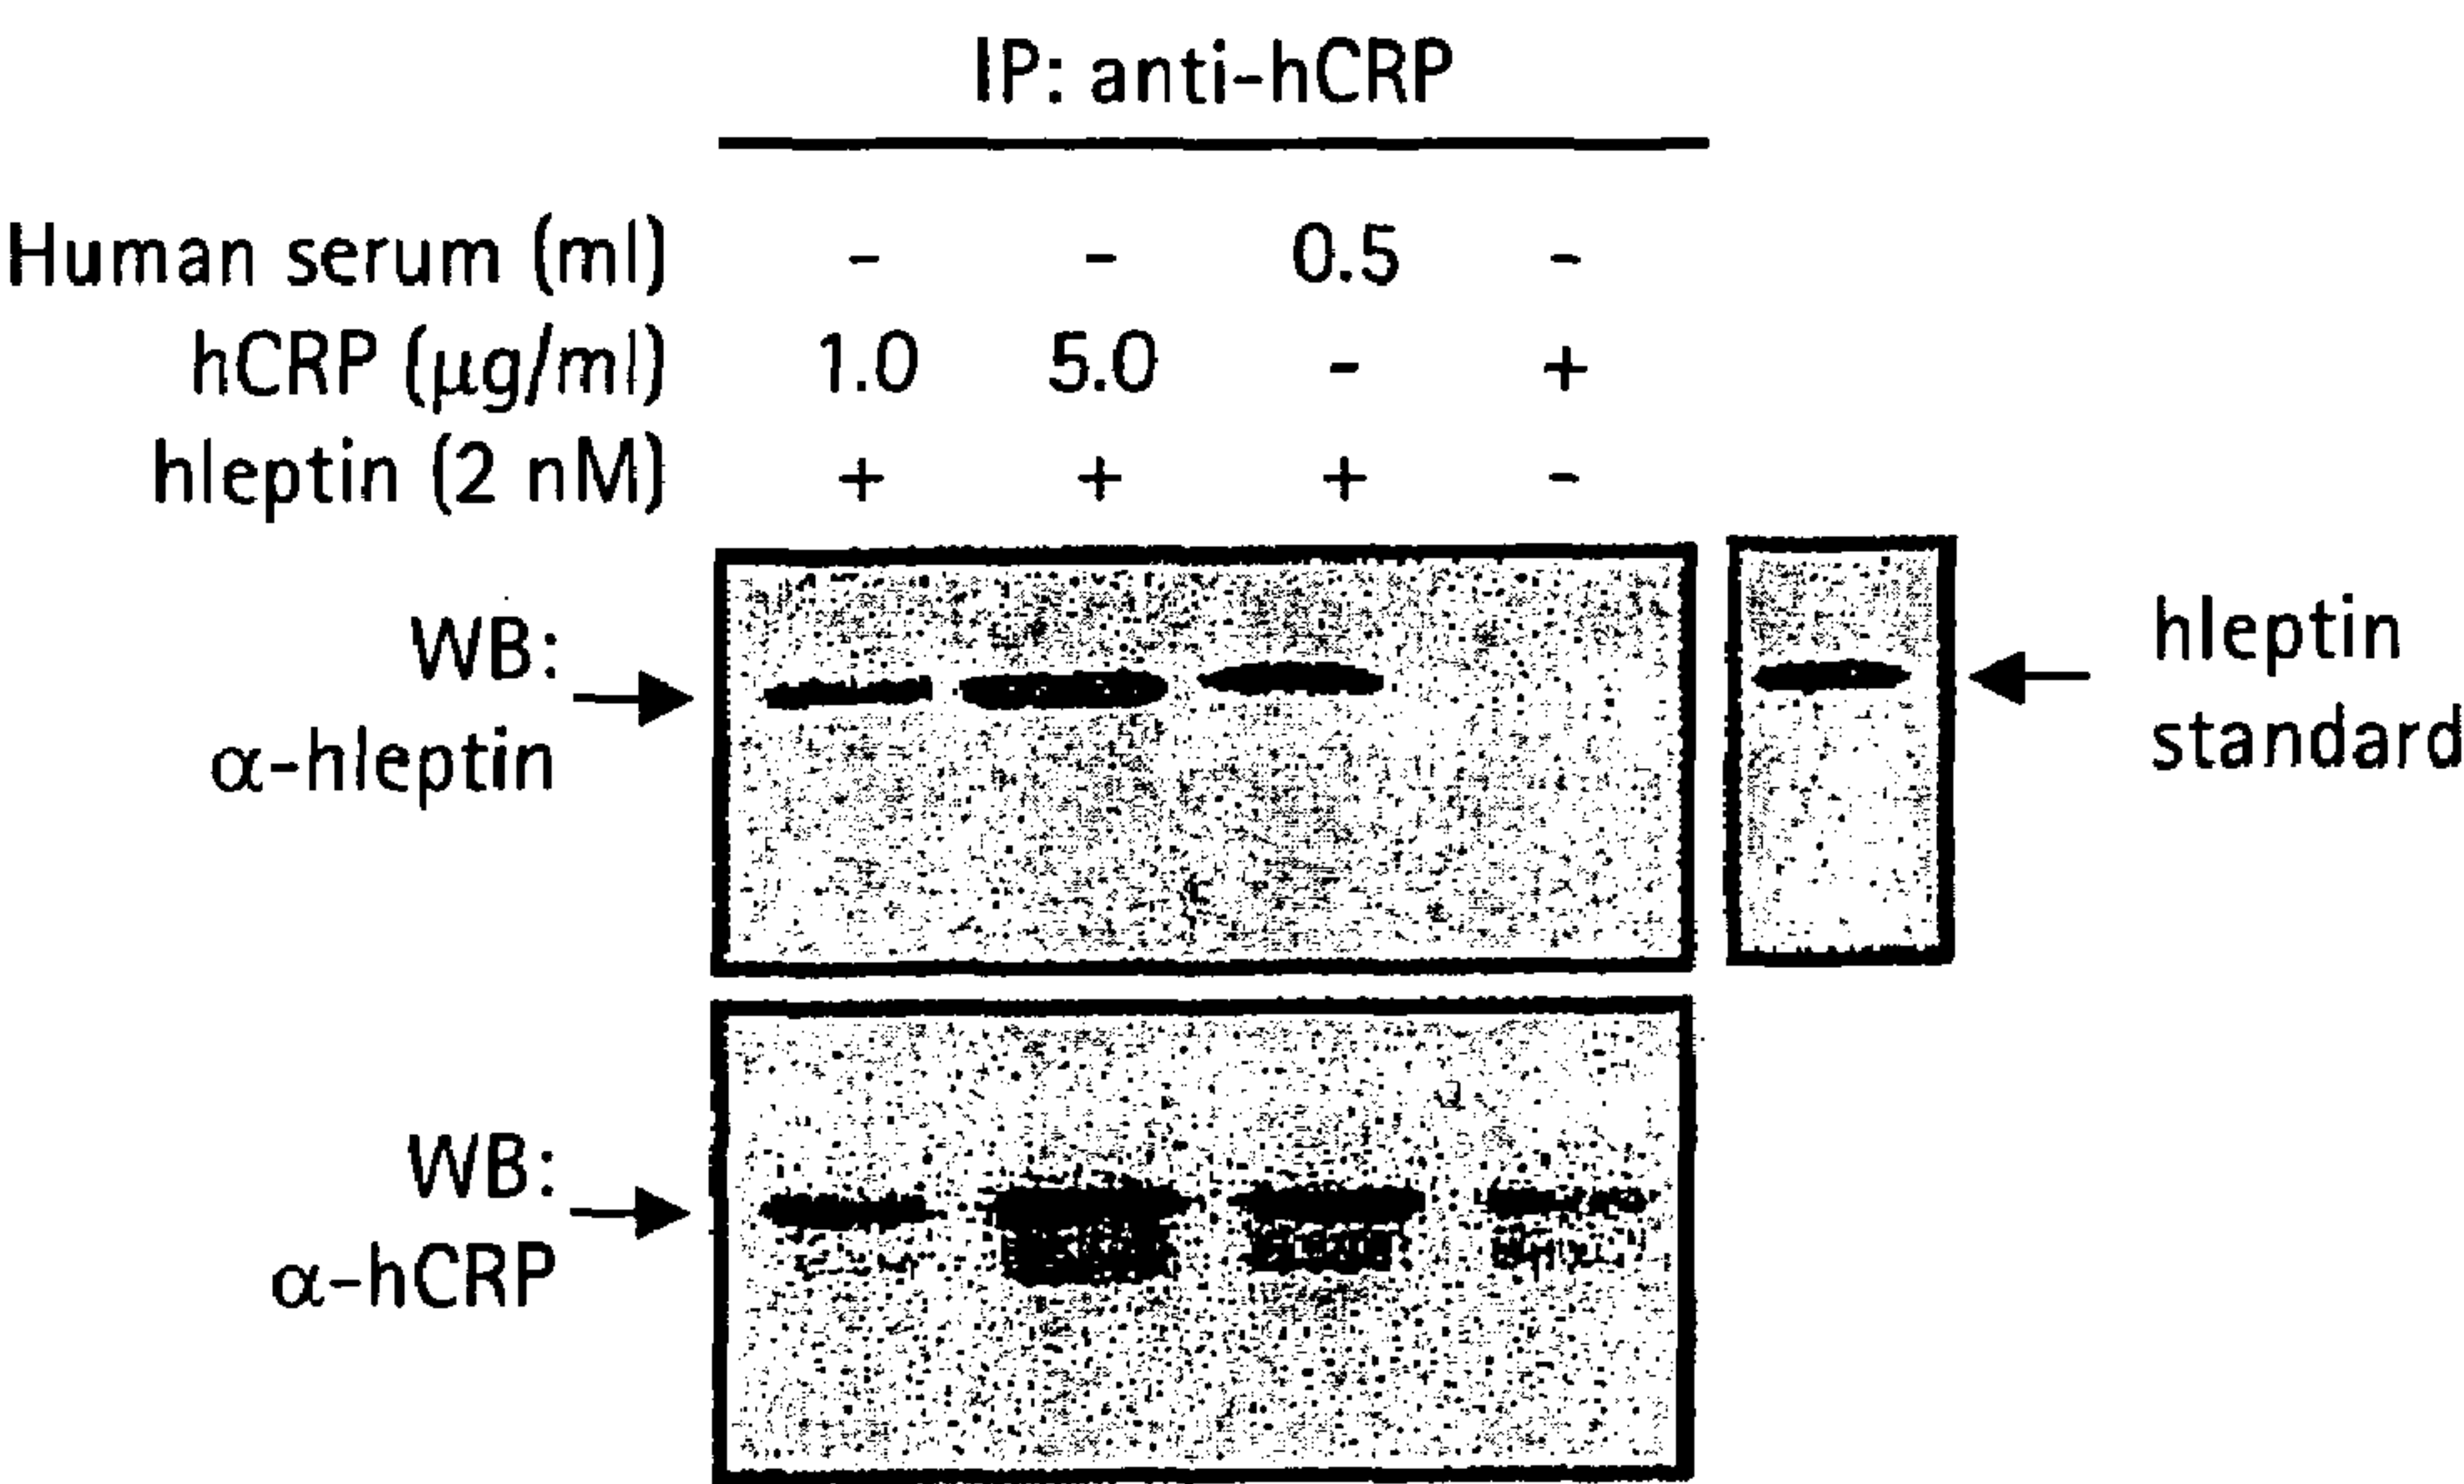 IP: anti-hCRP
Human serum (ml) - - 0.5 -
hCRP (μg/ml) 1.0 5.0 - +
hleptin (2 nM) + + + -
WB:
α-hleptin
hleptin
standard
WB:
α-hCRP